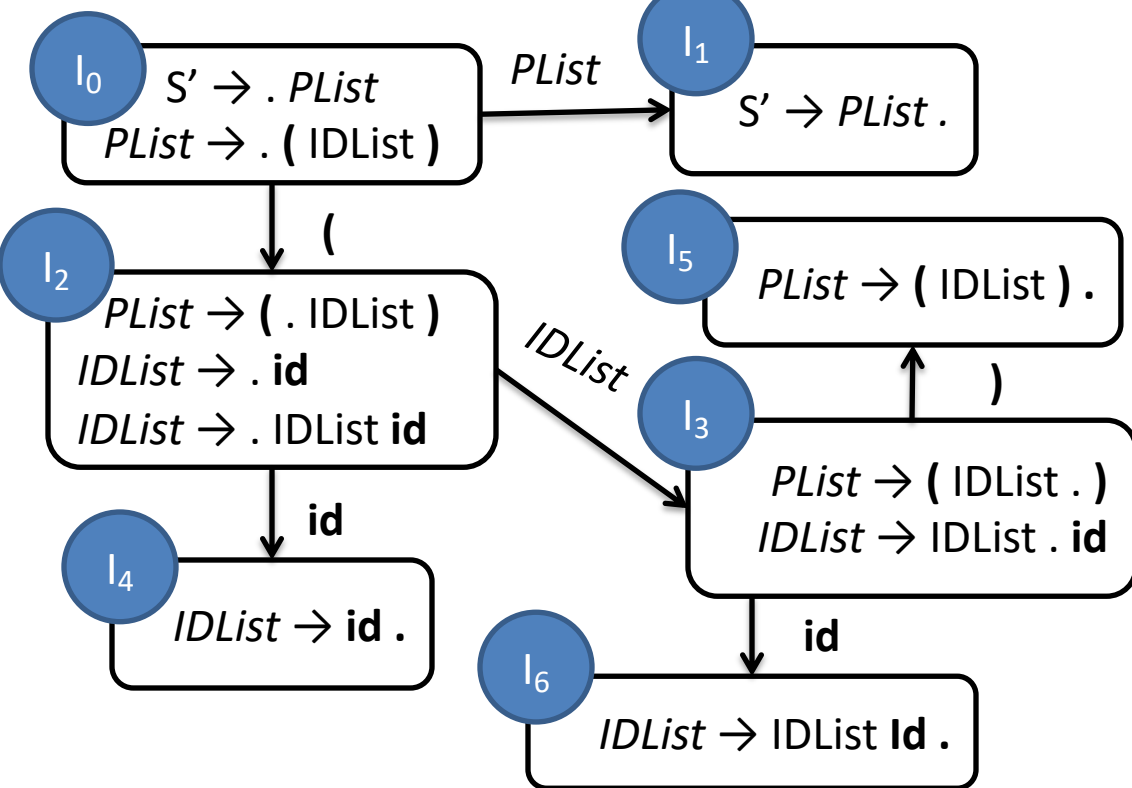 I₀
S’ → . PList
PList → . ( IDList )
PList
I₁
S’ → PList .
(
I₂
PList → ( . IDList )
IDList → . id
IDList → . IDList id
IDList
I₅
PList → ( IDList ) .
)
I₃
PList → ( IDList . )
IDList → IDList . id
id
I₄
IDList → id .
id
I₆
IDList → IDList Id .